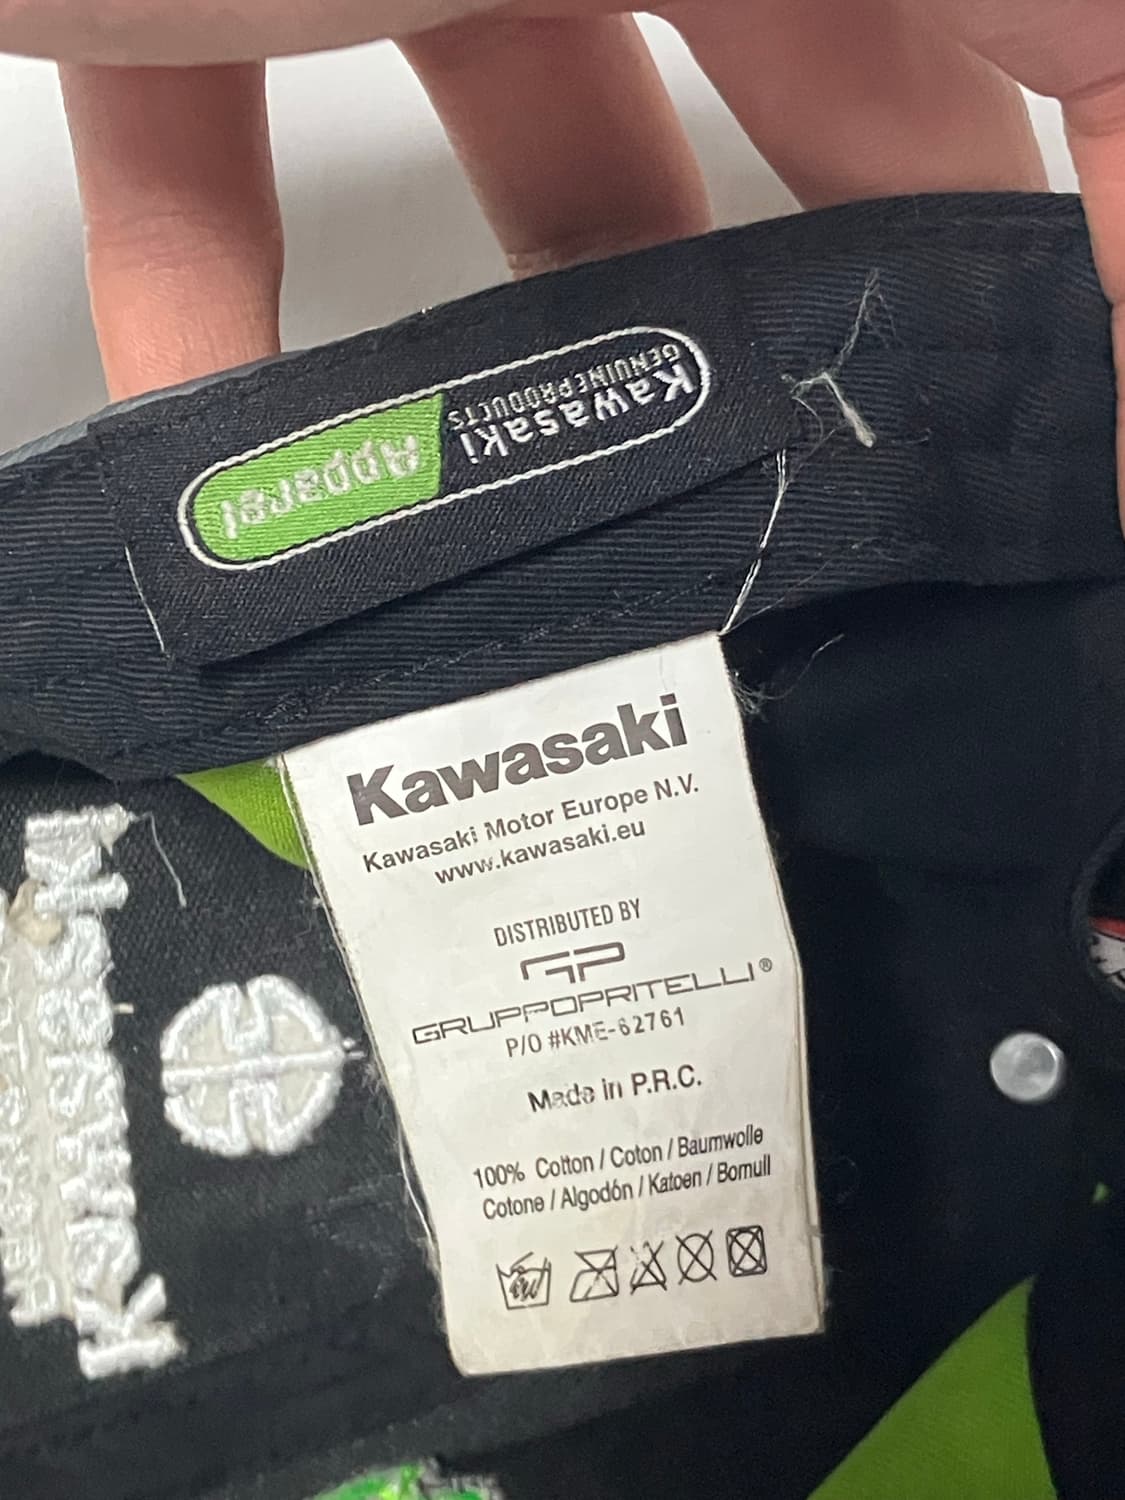 Kawasaki
GENUINE PRODUCTS
Apparel
Kawasaki
Kawasaki Motor Europe N.V.
www.kawasaki.eu
DISTRIBUTED BY
GP
GRUPPOPRITELLI®
P/O #KME-62761
Made in P.R.C.
100% Cotton / Coton / Baumwolle
Cotone / Algodón / Katoen / Bomull